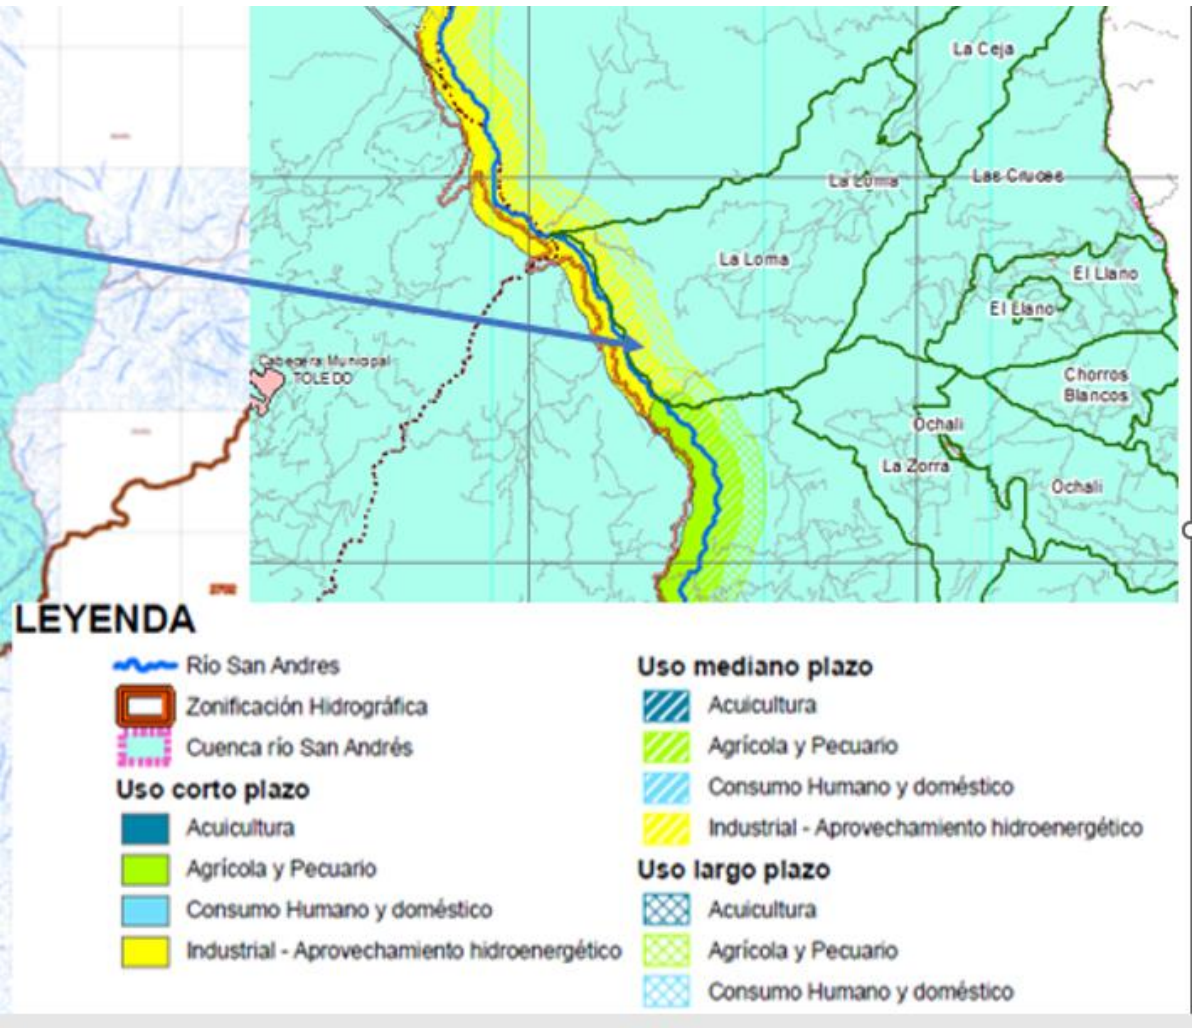 La Ceja
La Loma
Las Cruces
La Loma
El Llano
El Llano
Cabecera Municipal
TOLEDO
Chorros
Blancos
Ochali
La Zorra
Ochali
LEYENDA
Río San Andres
Zonificación Hidrográfica
Cuenca río San Andrés
Uso corto plazo
Acuicultura
Agrícola y Pecuario
Consumo Humano y doméstico
Industrial - Aprovechamiento hidroenergético
Uso mediano plazo
Acuicultura
Agrícola y Pecuario
Consumo Humano y doméstico
Industrial - Aprovechamiento hidroenergético
Uso largo plazo
Acuicultura
Agrícola y Pecuario
Consumo Humano y doméstico